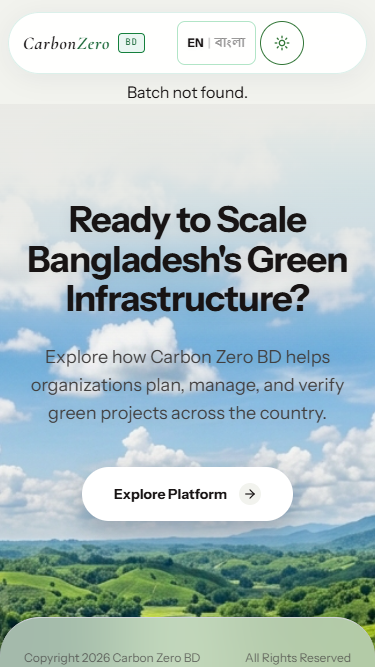 CarbonZero BD EN | বাংলা
Batch not found.
Ready to Scale
Bangladesh's Green
Infrastructure?
Explore how Carbon Zero BD helps
organizations plan, manage, and verify
green projects across the country.
Explore Platform
Copyright 2026 Carbon Zero BD All Rights Reserved